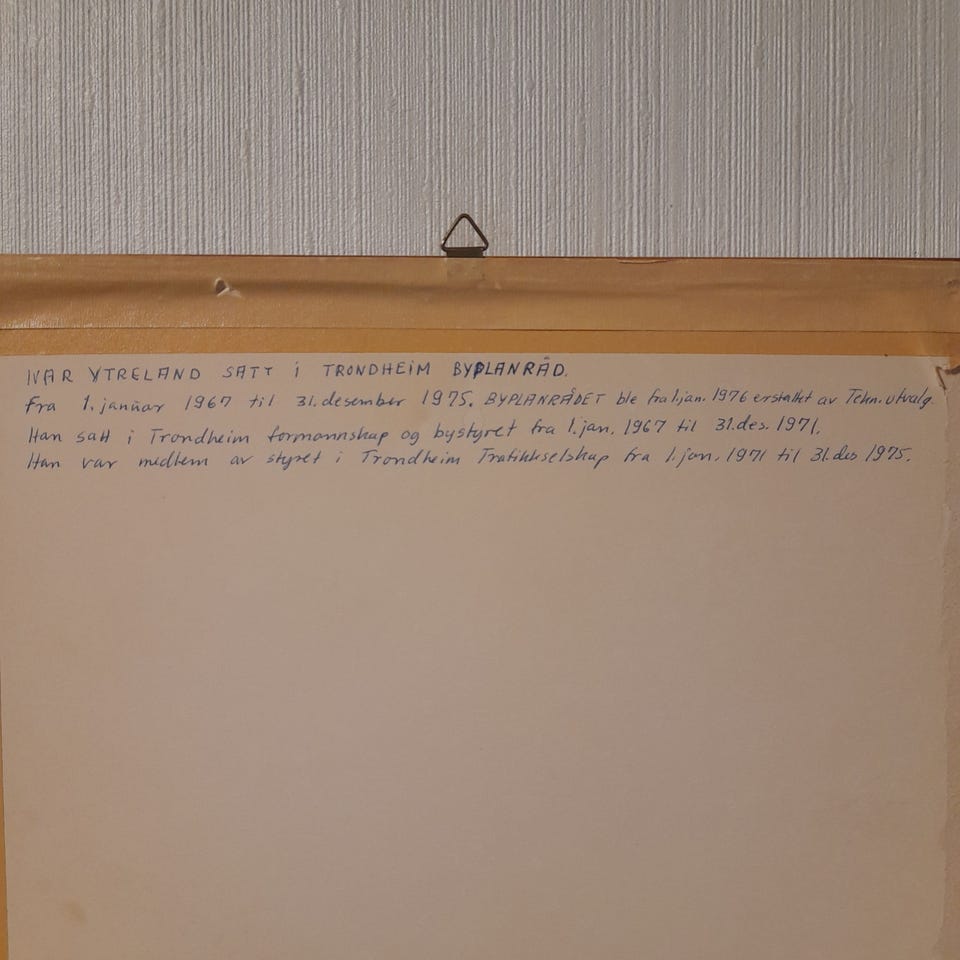 IVAR YTRELAND SATT i TRONDHEIM BYPLANRÅD.
Fra 1. januar 1967 til 31. desember 1975. BYPLANRÅDET ble fra 1. jan. 1976 erstattet av Tekn. utvalg.
Han satt i Trondheim formannskap og bystyret fra 1. jan. 1967 til 31. des. 1971.
Han var medlem av styret i Trondheim Trafikkselskap fra 1. jan. 1971 til 31. des 1975.